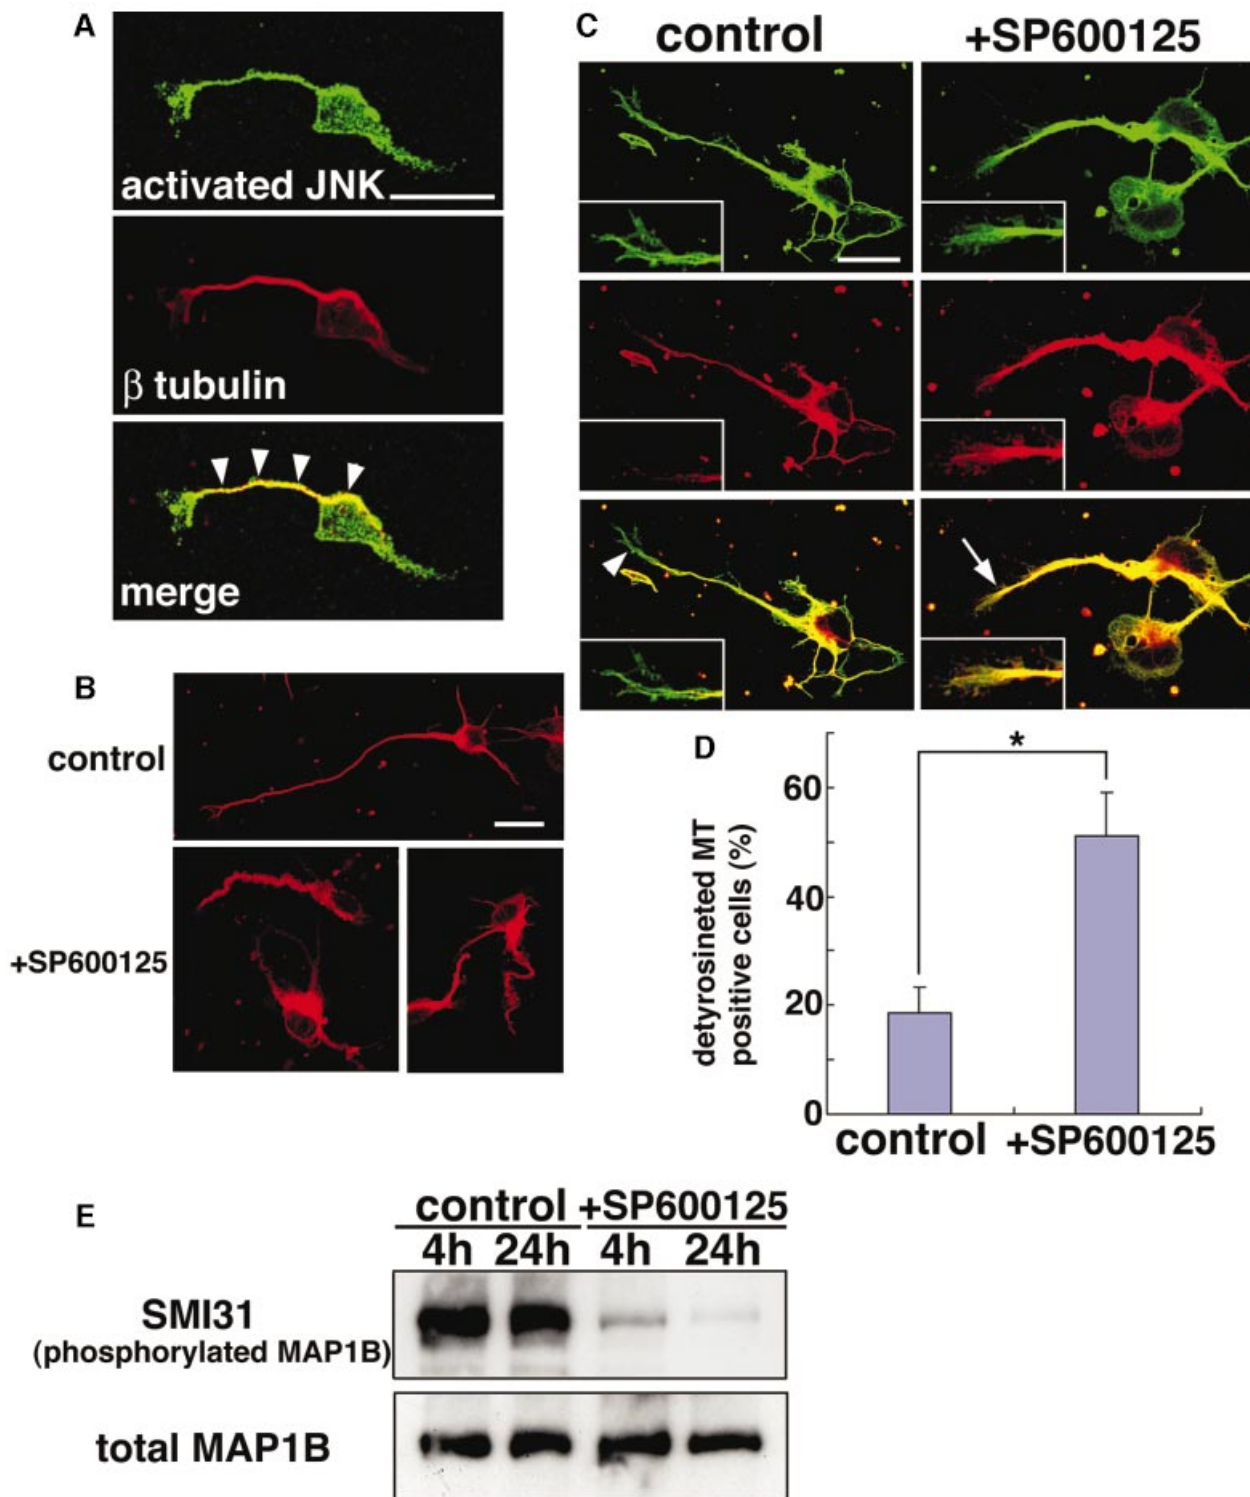 A
activated JNK
β tubulin
merge
B
control
+SP600125
C
control
+SP600125
D
*
detyrosineted MT
positive cells (%)
60
40
20
0
control
+SP600125
E
control
+SP600125
4h
24h
4h
24h
SMI31
(phosphorylated MAP1B)
total MAP1B